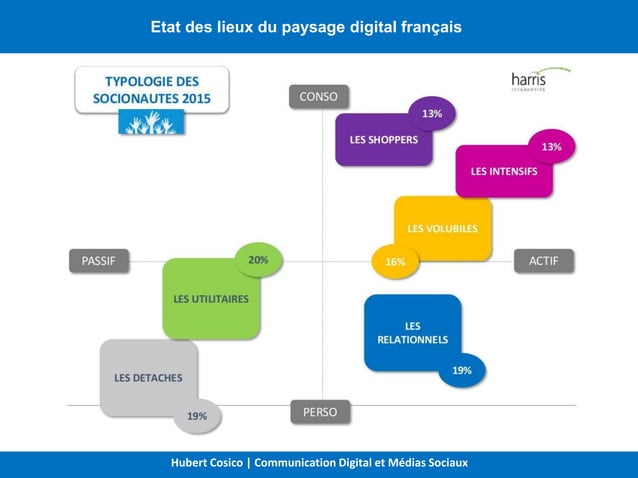 Etat des lieux du paysage digital français
TYPOLOGIE DES
SOCIONAUTES 2015
harris
INTERACTIVE
CONSO
13%
LES SHOPPERS
13%
LES INTENSIFS
LES VOLUBILES
PASSIF
20%
16%
ACTIF
LES UTILITAIRES
LES
RELATIONNELS
19%
LES DETACHES
19%
PERSO
Hubert Cosico | Communication Digital et Médias Sociaux